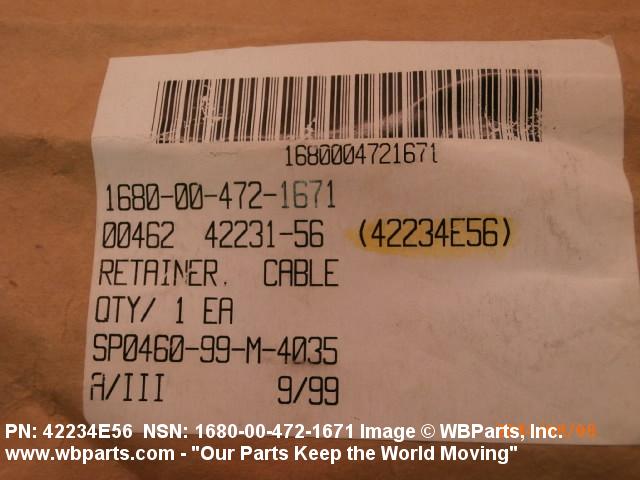 1680004721671
1680-00-472-1671
00462 42231-56 (42234E56)
RETAINER, CABLE
QTY/ 1 EA
SP0460-99-M-4035
A/III 9/99
PN: 42234E56 NSN: 1680-00-472-1671 Image © WBParts, Inc.
www.wbparts.com - "Our Parts Keep the World Moving"